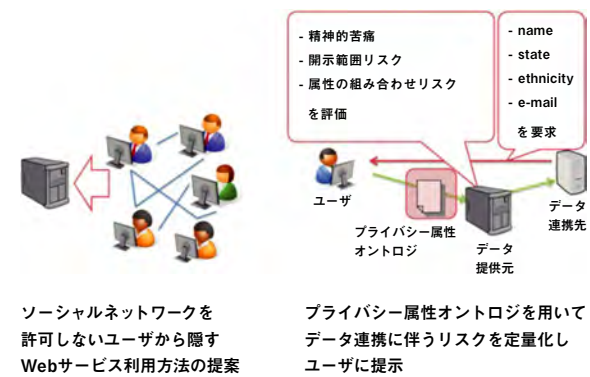 - 精神的苦痛
- 開示範囲リスク
- 属性の組み合わせリスク
を評価
- name
- state
- ethnicity
- e-mail
を要求
ユーザ
プライバシー属性
オントロジ
データ
提供元
データ
連携先
ソーシャルネットワークを
許可しないユーザから隠す
Webサービス利用方法の提案
プライバシー属性オントロジを用いて
データ連携に伴うリスクを定量化し
ユーザに提示